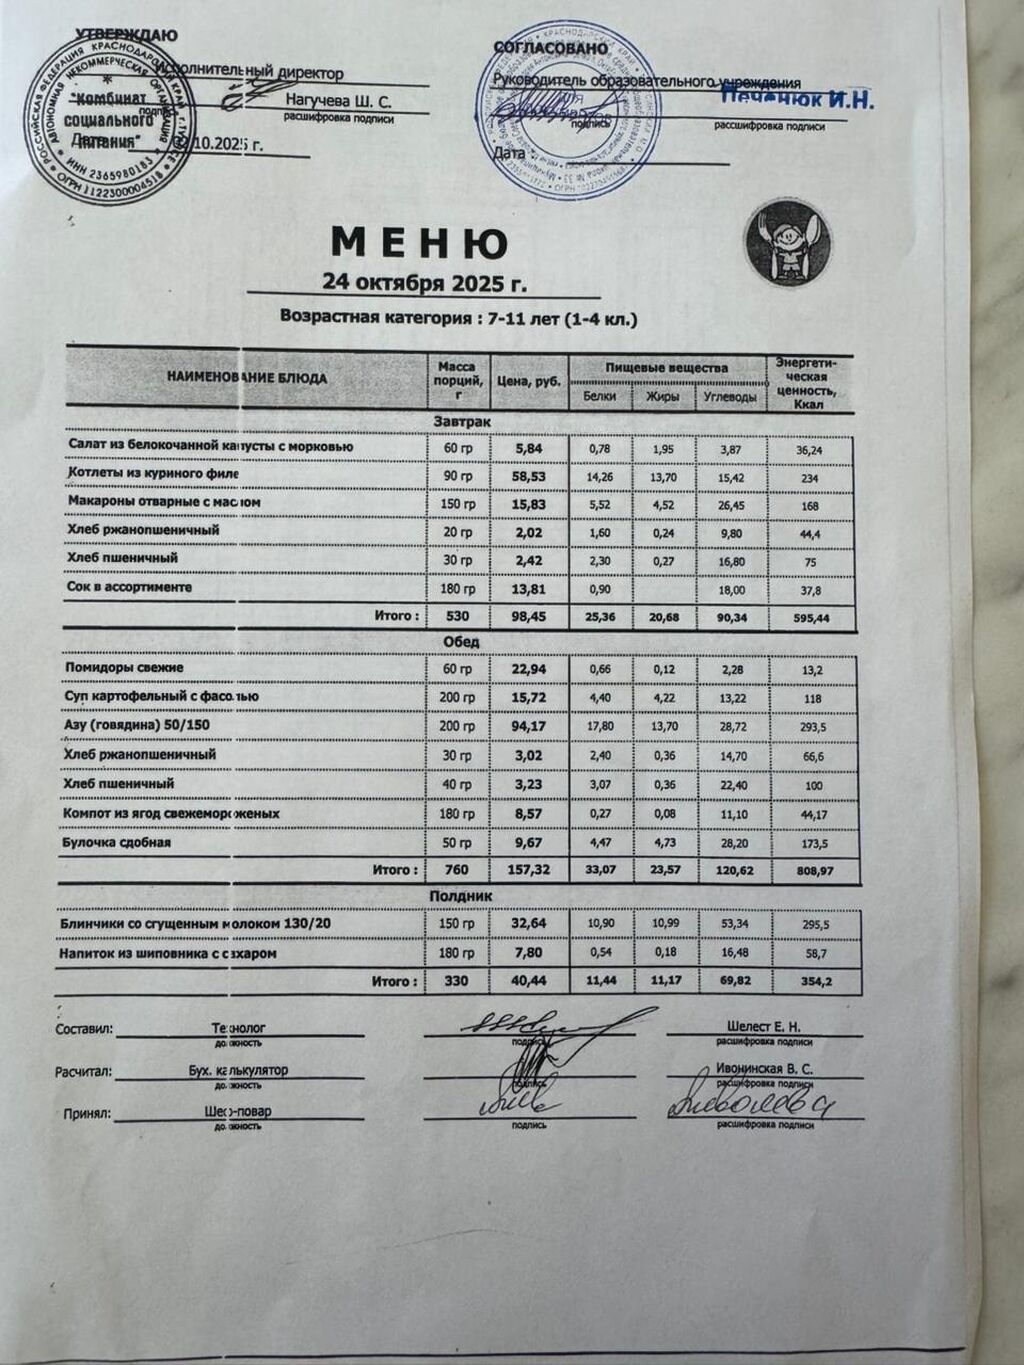 УТВЕРЖДАЮ
Исполнительный директор
Нагучева Ш. С.
подпись расшифровка подписи
.10.2025 г.
РОССИЙСКАЯ ФЕДЕРАЦИЯ КРАСНОДАРСКИЙ КРАЙ
АВТОНОМНАЯ НЕКОММЕРЧЕСКАЯ ОРГАНИЗАЦИЯ
"Комбинат
социального
питания"
ИНН 2365980183
ОГРН 1122300004518
СОГЛАСОВАНО
Руководитель образовательного учреждения
Печенюк И.Н.
подпись расшифровка подписи
Дата
МЕНЮ
24 октября 2025 г.
Возрастная категория : 7-11 лет (1-4 кл.)
НАИМЕНОВАНИЕ БЛЮДА Масса порций, г Цена, руб. Пищевые вещества Белки Жиры Углеводы Энергети-ческая ценность, Ккал
Завтрак
Салат из белокочанной капусты с морковью 60 гр 5,84 0,78 1,95 3,87 36,24
Котлеты из куриного филе 90 гр 58,53 14,26 13,70 15,42 234
Макароны отварные с маслом 150 гр 15,83 5,52 4,52 26,45 168
Хлеб ржанопшеничный 20 гр 2,02 1,60 0,24 9,80 44,4
Хлеб пшеничный 30 гр 2,42 2,30 0,27 16,80 75
Сок в ассортименте 180 гр 13,81 0,90 18,00 37,8
Итого : 530 98,45 25,36 20,68 90,34 595,44
Обед
Помидоры свежие 60 гр 22,94 0,66 0,12 2,28 13,2
Суп картофельный с фасолью 200 гр 15,72 4,40 4,22 13,22 118
Азу (говядина) 50/150 200 гр 94,17 17,80 13,70 28,72 293,5
Хлеб ржанопшеничный 30 гр 3,02 2,40 0,36 14,70 66,6
Хлеб пшеничный 40 гр 3,23 3,07 0,36 22,40 100
Компот из ягод свежемороженых 180 гр 8,57 0,27 0,08 11,10 44,17
Булочка сдобная 50 гр 9,67 4,47 4,73 28,20 173,5
Итого : 760 157,32 33,07 23,57 120,62 808,97
Полдник
Блинчики со сгущенным молоком 130/20 150 гр 32,64 10,90 10,99 53,34 295,5
Напиток из шиповника с сахаром 180 гр 7,80 0,54 0,18 16,48 58,7
Итого : 330 40,44 11,44 11,17 69,82 354,2
Составил: Технолог Шелест Е. Н.
должность подпись расшифровка подписи
Расчитал: Бух. калькулятор Ивонинская В. С.
должность подпись расшифровка подписи
Принял: Шеф-повар
должность подпись расшифровка подписи